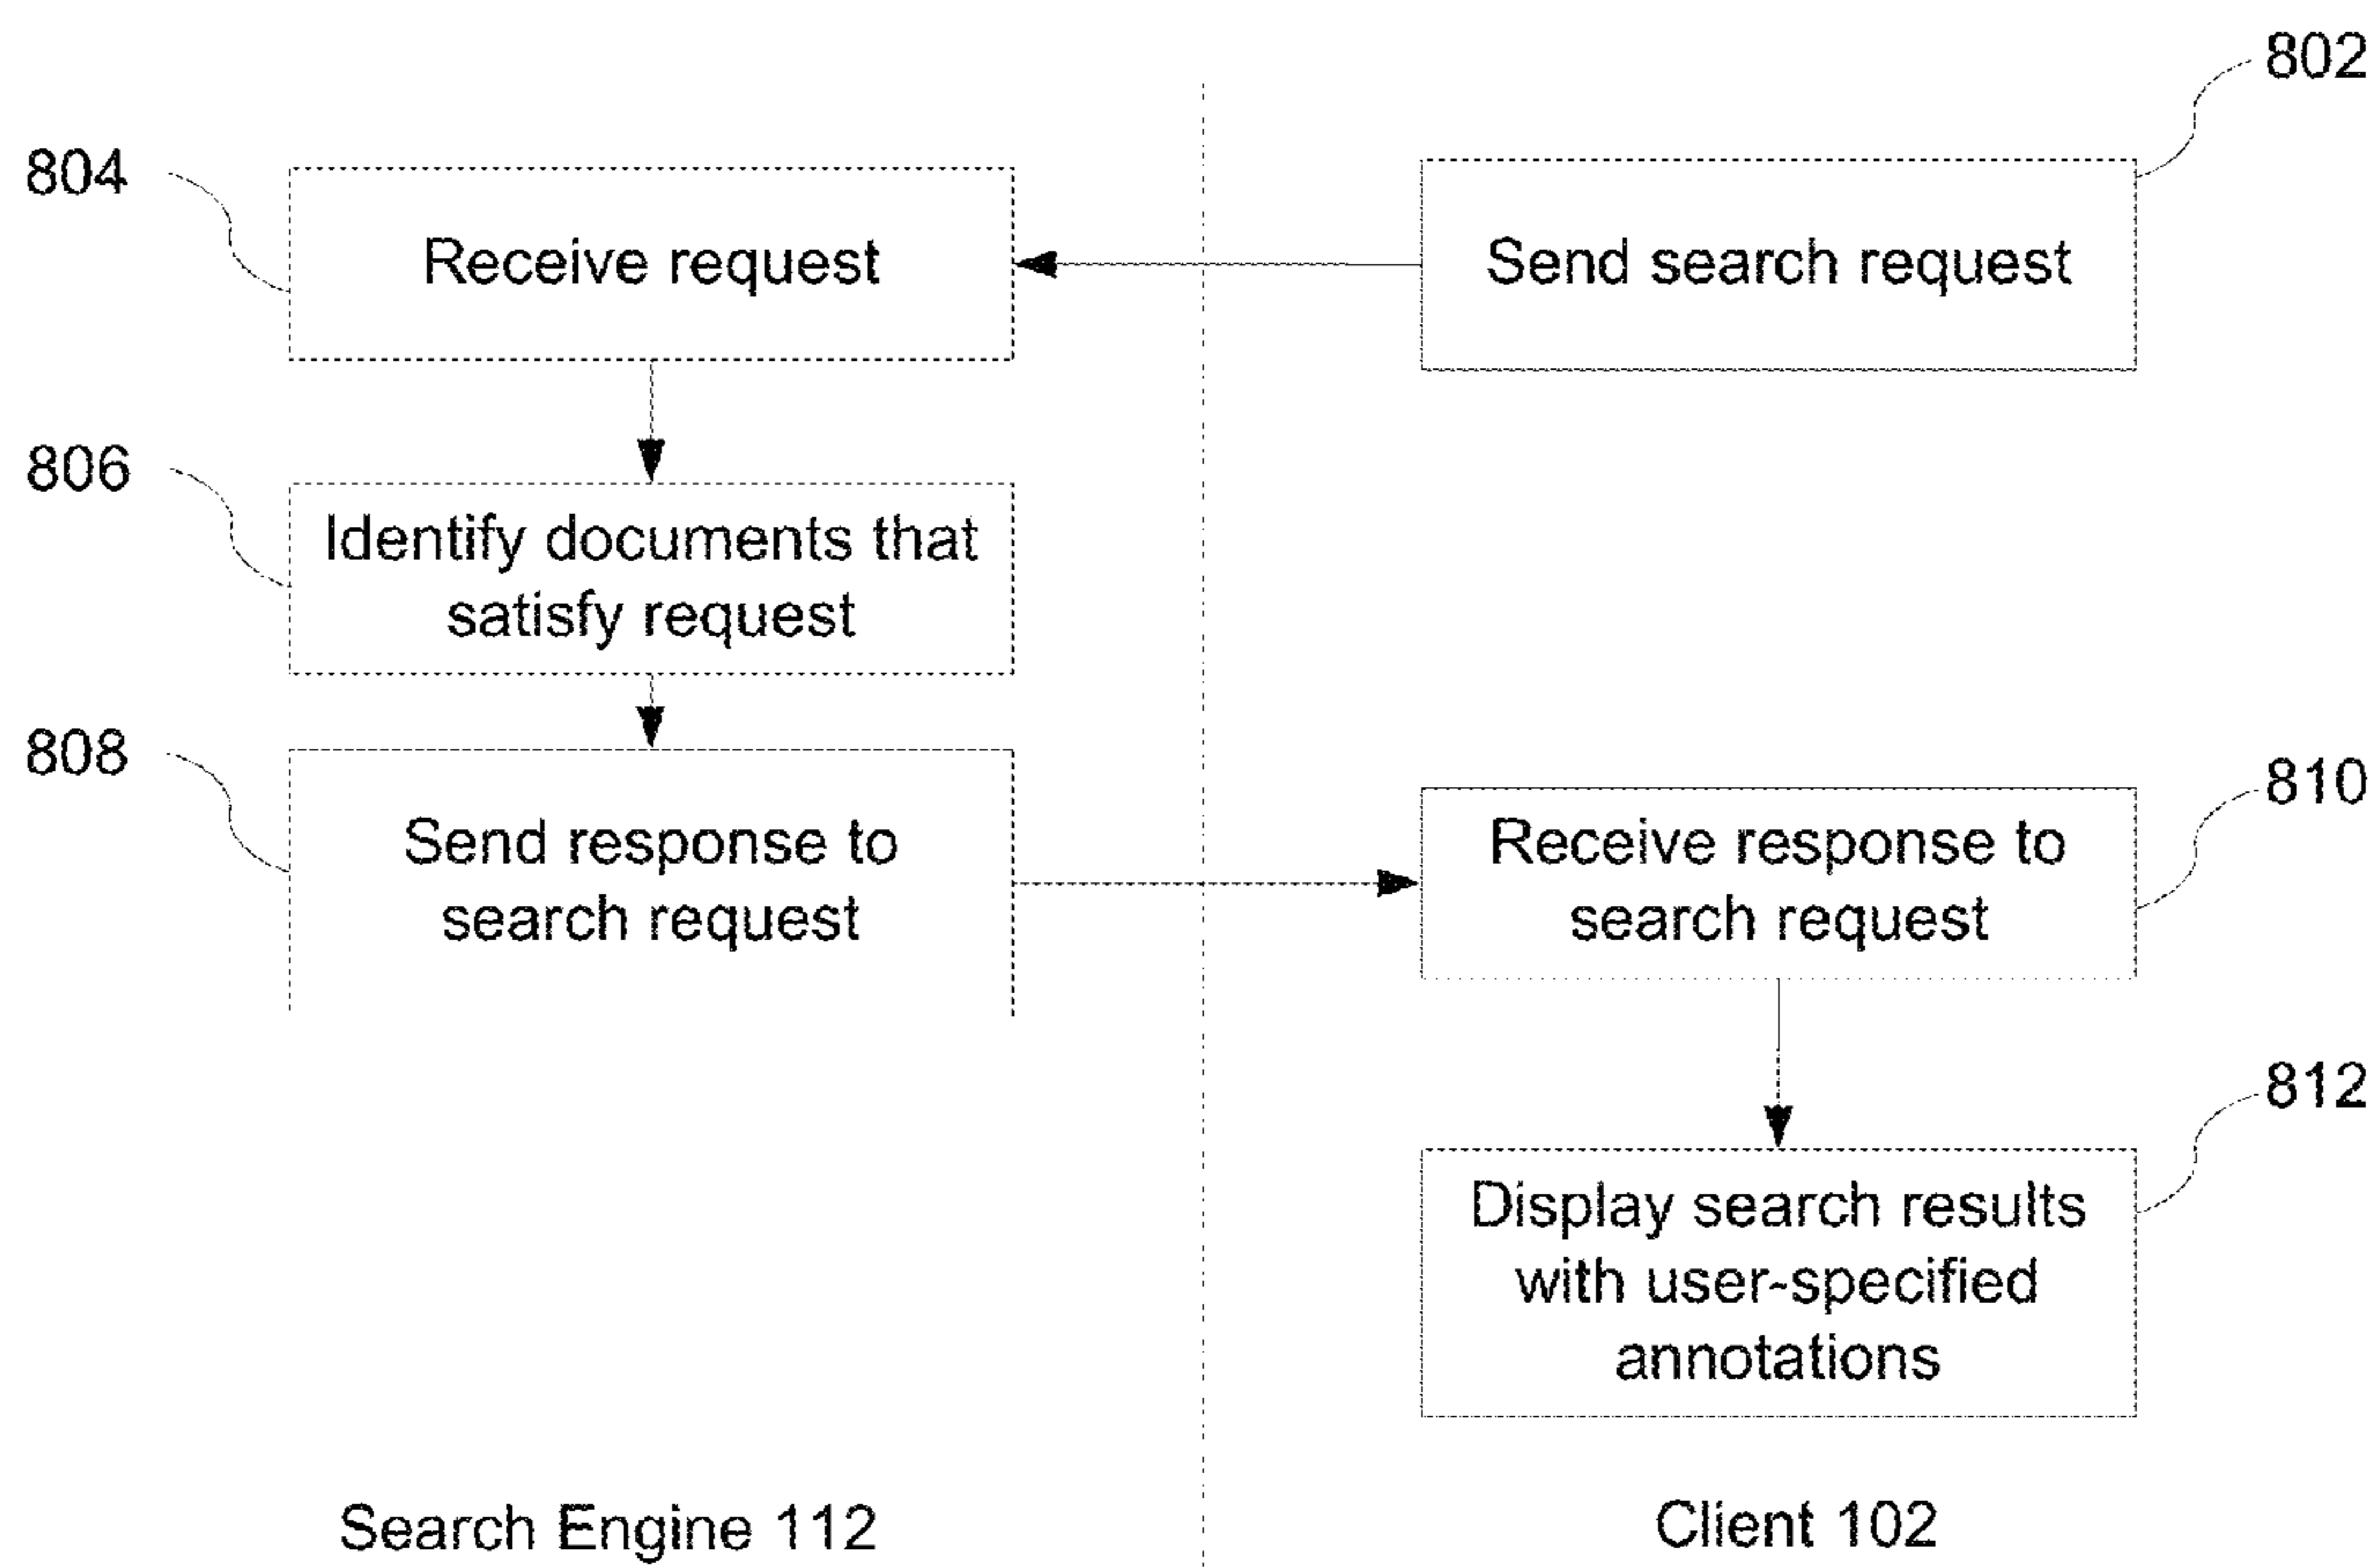 802
804
Receive request
Send search request
806
Identify documents that
satisfy request
808
Send response to
search request
810
Receive response to
search request
812
Display search results
with user-specified
annotations
Search Engine 112
Client 102